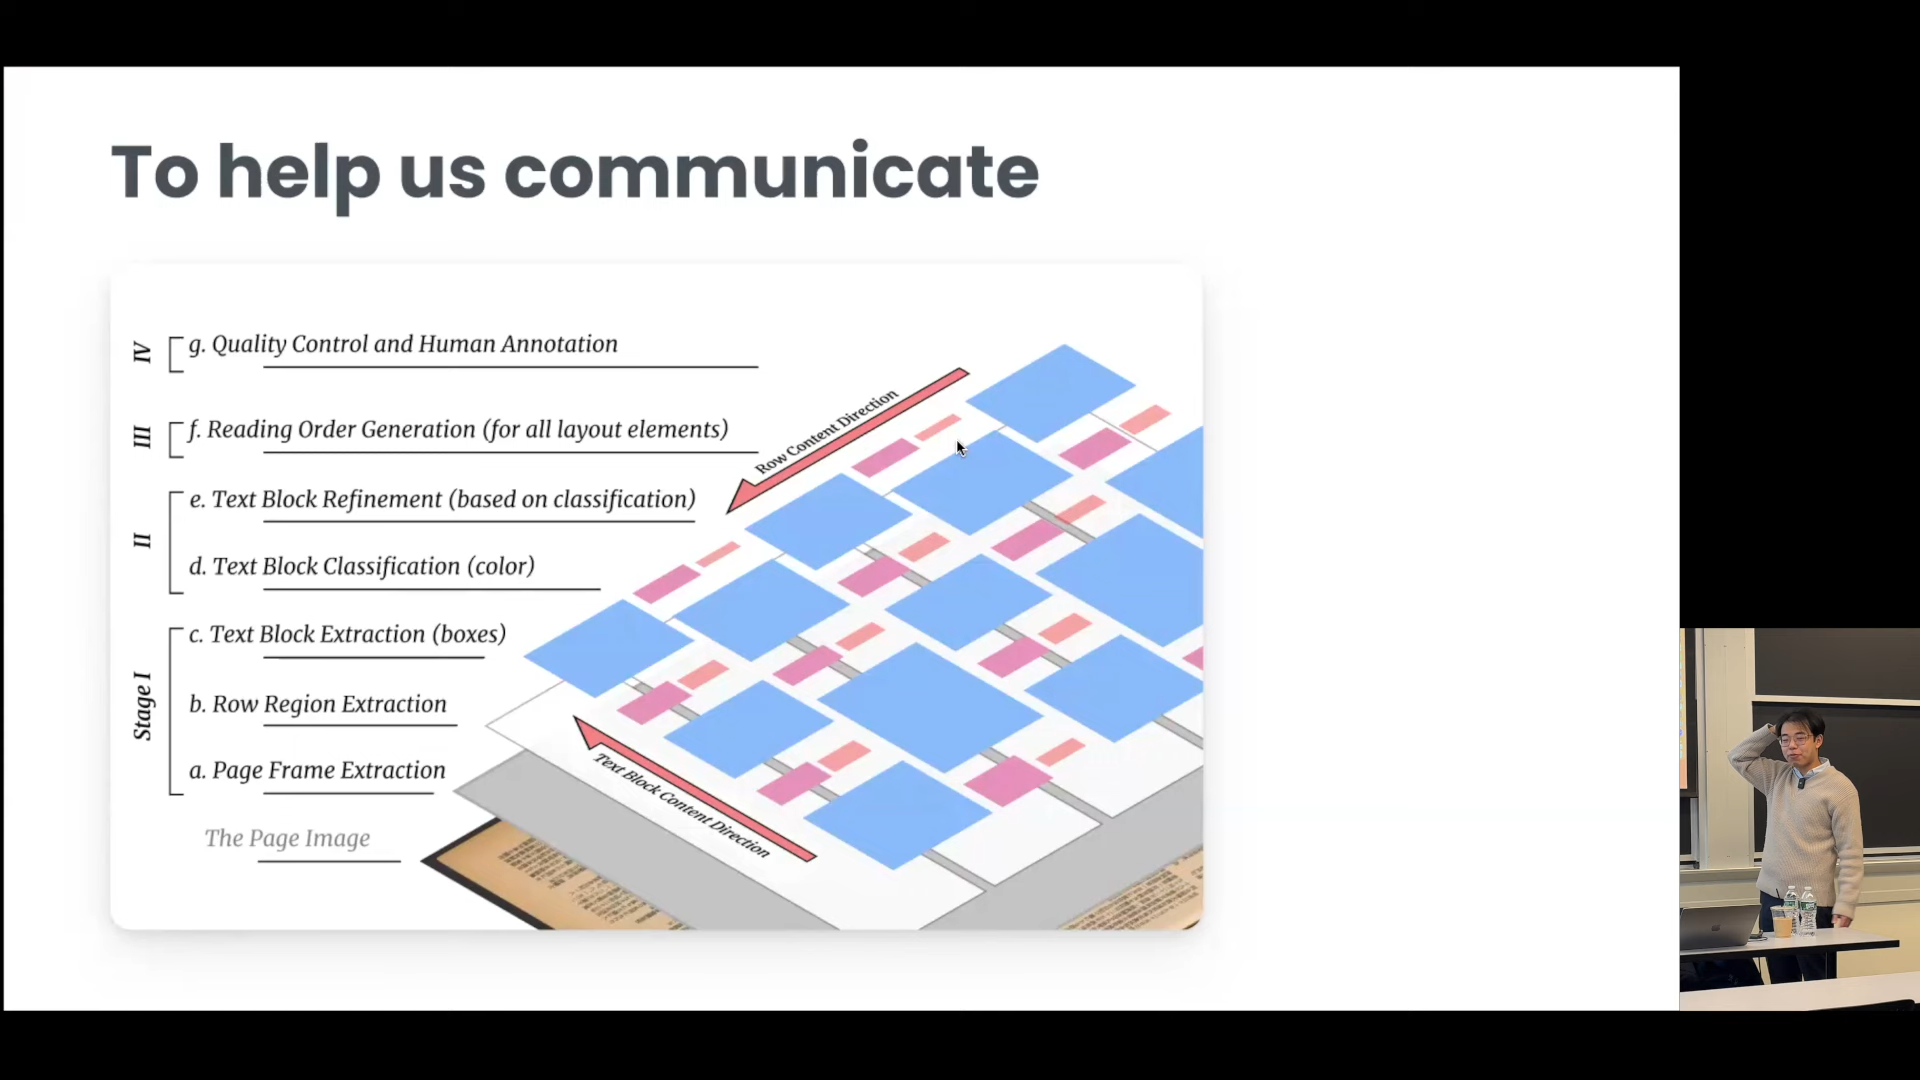 To help us communicate
IV
g. Quality Control and Human Annotation
III
f. Reading Order Generation (for all layout elements)
II
e. Text Block Refinement (based on classification)
d. Text Block Classification (color)
Stage I
c. Text Block Extraction (boxes)
b. Row Region Extraction
a. Page Frame Extraction
The Page Image
Row Content Direction
Text Block Content Direction